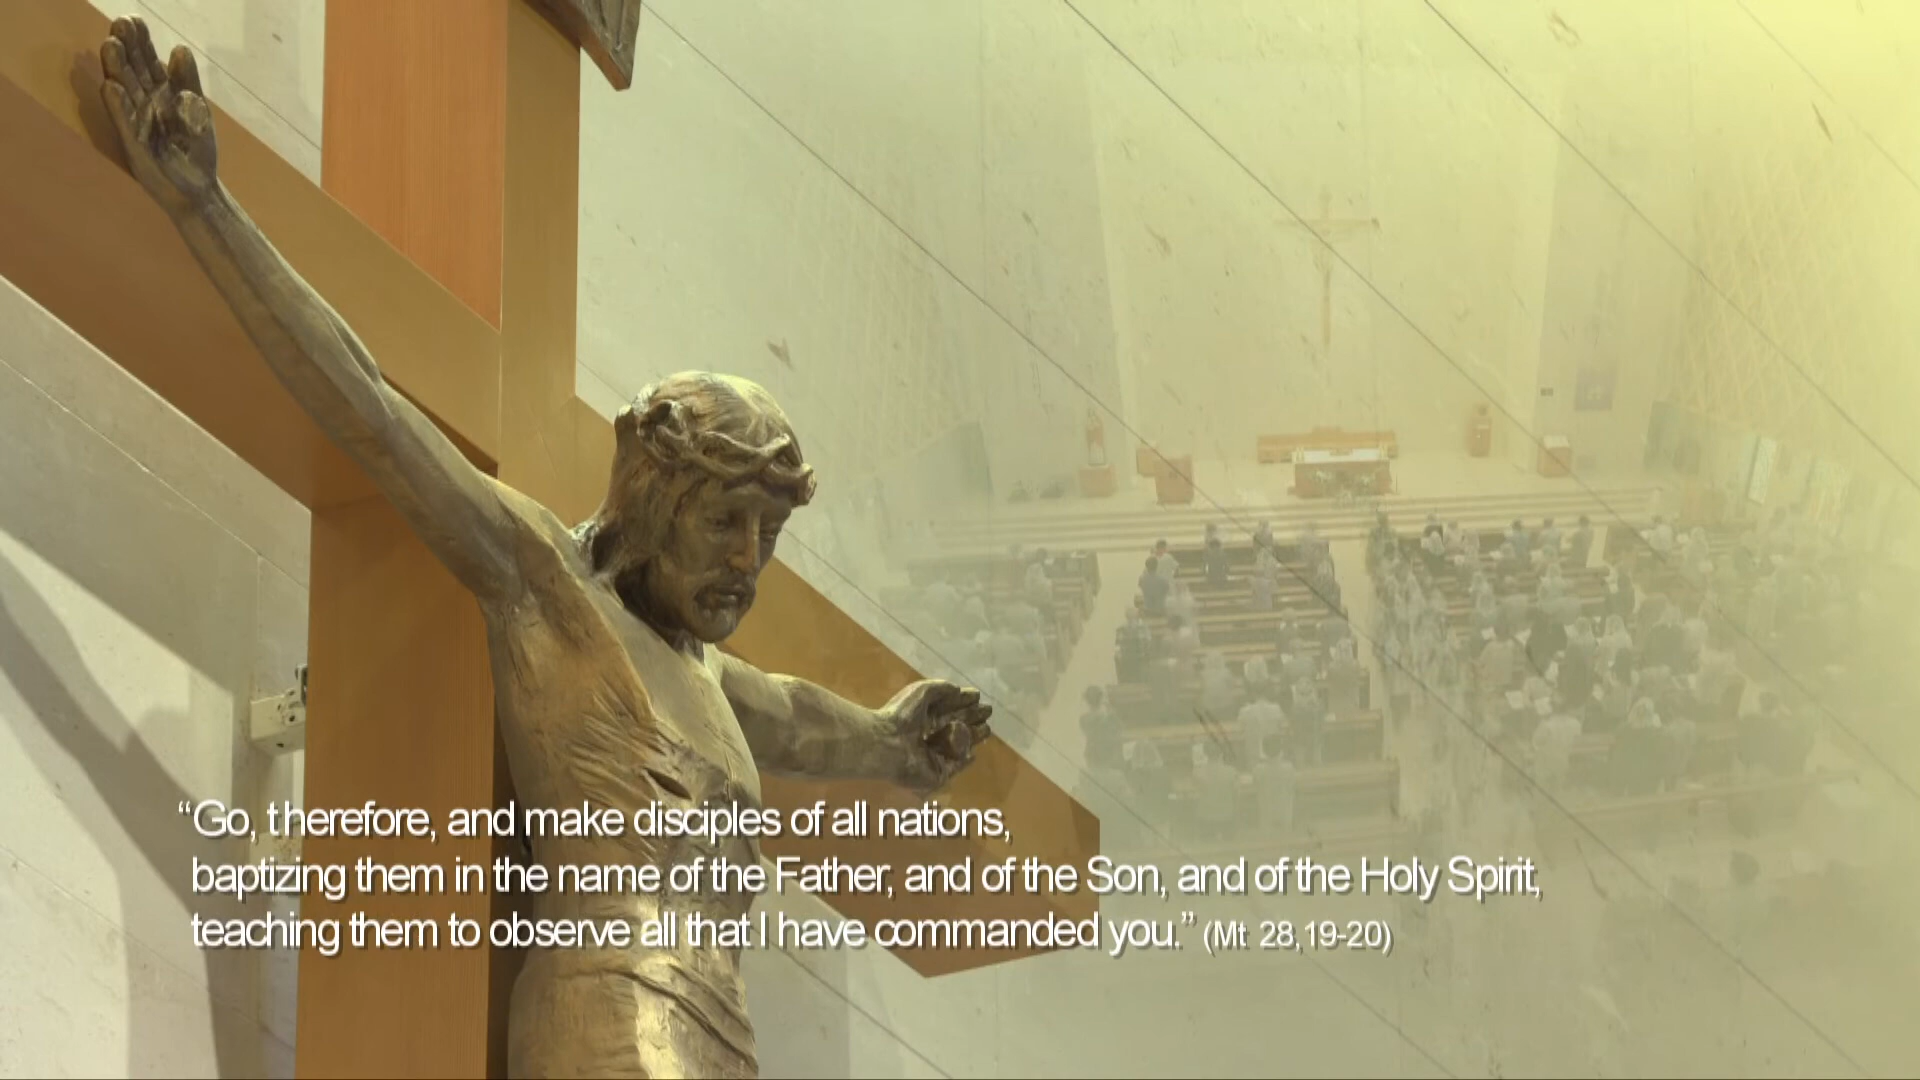 “Go, therefore, and make disciples of all nations,
baptizing them in the name of the Father, and of the Son, and of the Holy Spirit,
teaching them to observe all that I have commanded you.” (Mt 28,19-20)